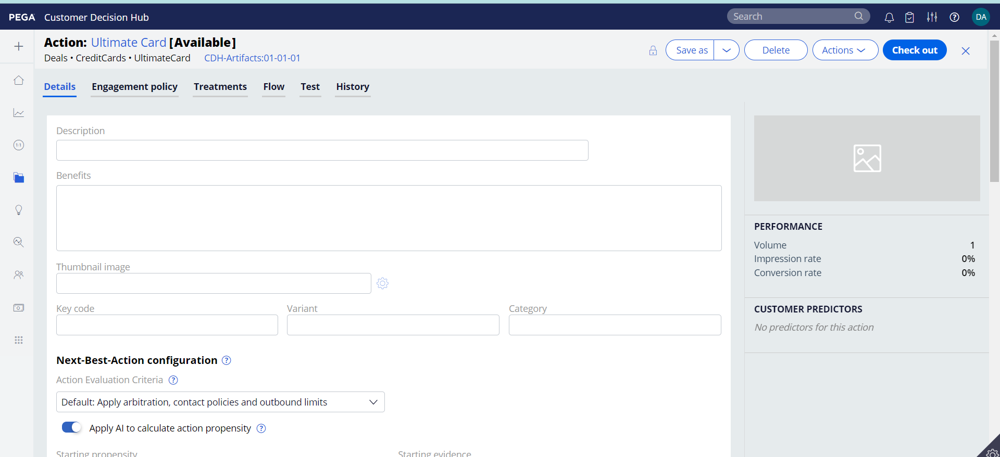 PEGA Customer Decision Hub Search DA
Action: Ultimate Card [Available]
Deals • CreditCards • UltimateCard CDH-Artifacts:01-01-01
Save as Delete Actions Check out
Details Engagement policy Treatments Flow Test History
Description
Benefits
Thumbnail image
Key code Variant Category
Next-Best-Action configuration ?
Action Evaluation Criteria ?
Default: Apply arbitration, contact policies and outbound limits
Apply AI to calculate action propensity ?
Starting propensity Starting evidence
PERFORMANCE
Volume 1
Impression rate 0%
Conversion rate 0%
CUSTOMER PREDICTORS
No predictors for this action